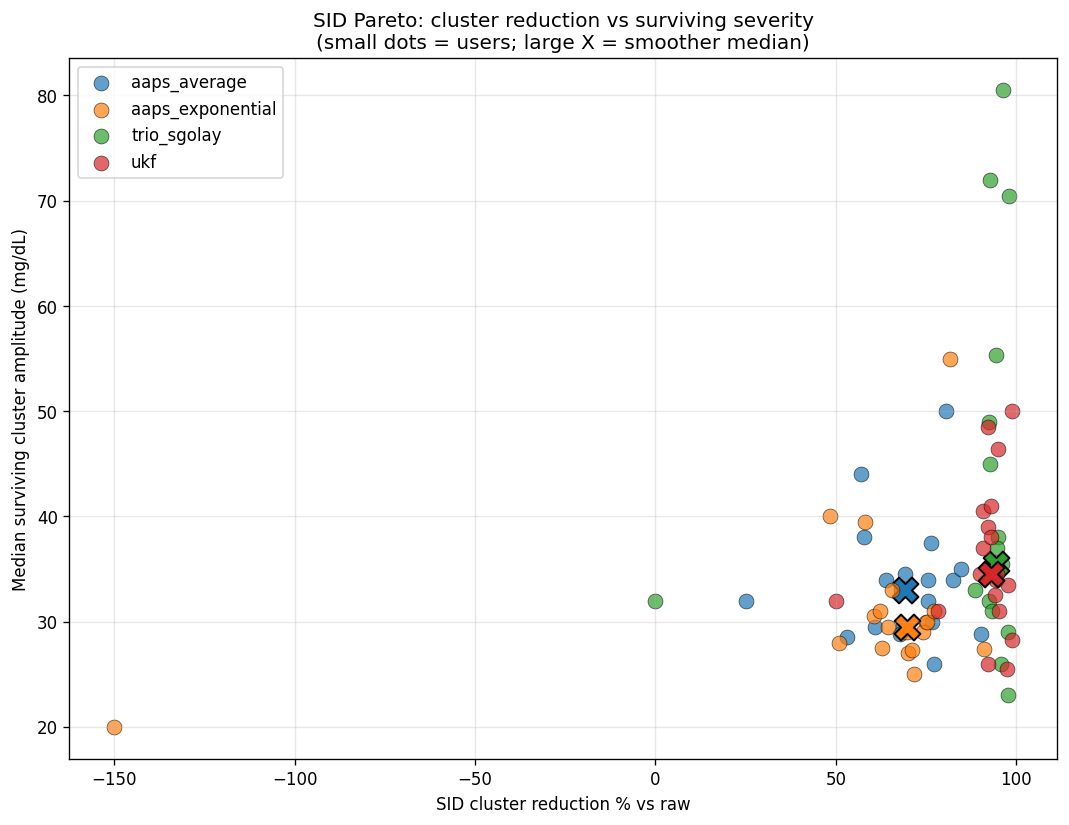 SID Pareto: cluster reduction vs surviving severity
(small dots = users; large X = smoother median)
aaps_average
aaps_exponential
trio_sgolay
ukf
80
70
60
50
40
30
20
Median surviving cluster amplitude (mg/dL)
−150
−100
−50
0
50
100
SID cluster reduction % vs raw